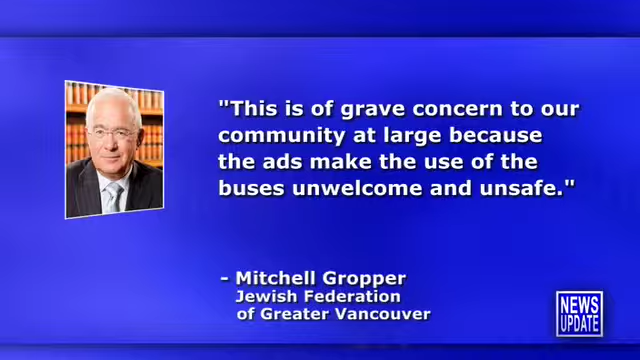 "This is of grave concern to our
community at large because
the ads make the use of the
buses unwelcome and unsafe."
- Mitchell Gropper
Jewish Federation
of Greater Vancouver
NEWS
UPDATE